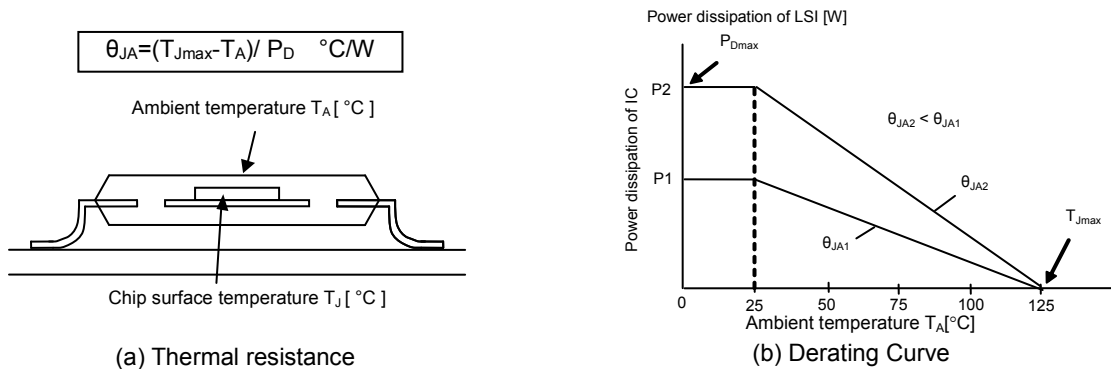 θJA=(TJmax-TA)/ PD °C/W
Ambient temperature TA [ °C ]
Chip surface temperature TJ [ °C ]
(a) Thermal resistance
Power dissipation of LSI [W]
PDmax
P2
θJA2 < θJA1
Power dissipation of IC
P1
θJA2
θJA1
TJmax
0 25 50 75 100 125
Ambient temperature TA[°C]
(b) Derating Curve